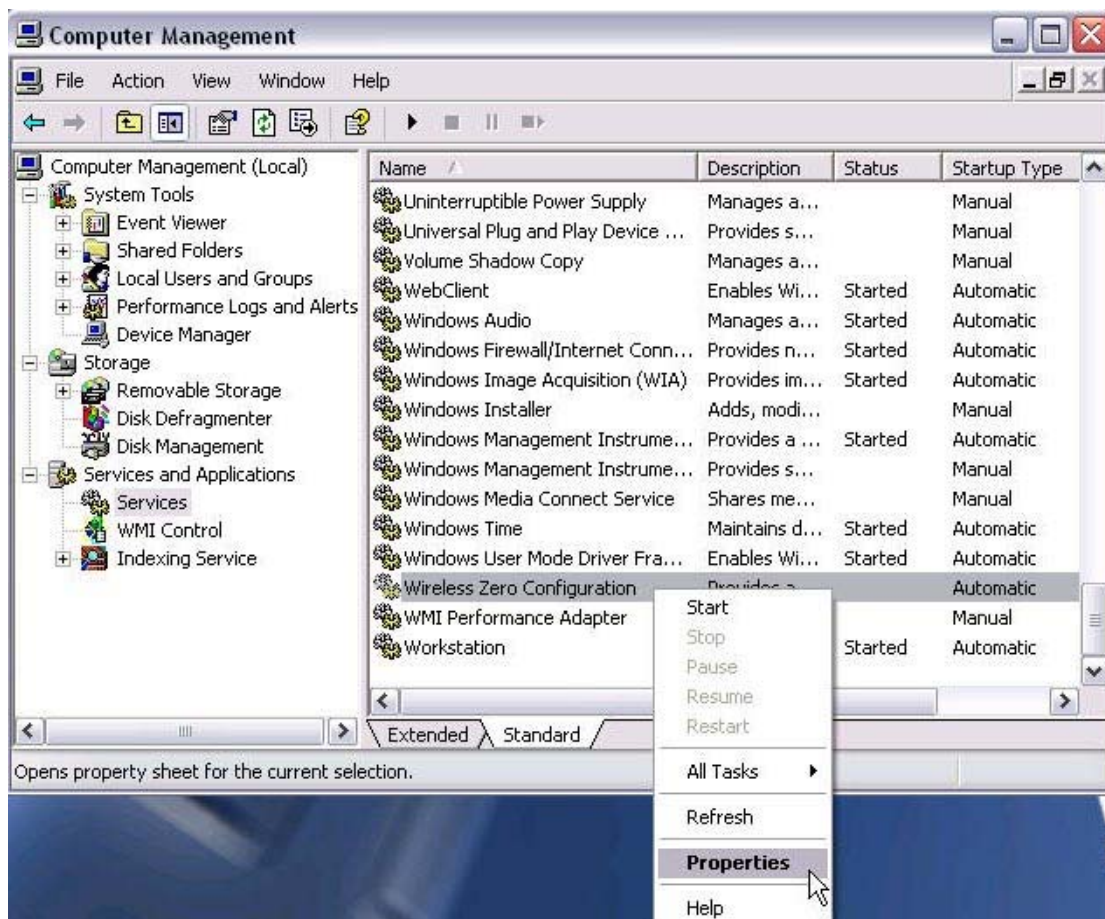 Computer Management
File Action View Window Help
Computer Management (Local)
System Tools
Event Viewer
Shared Folders
Local Users and Groups
Performance Logs and Alerts
Device Manager
Storage
Removable Storage
Disk Defragmenter
Disk Management
Services and Applications
Services
WMI Control
Indexing Service
Name Description Status Startup Type
Uninterruptible Power Supply Manages a... Manual
Universal Plug and Play Device ... Provides s... Manual
Volume Shadow Copy Manages a... Manual
WebClient Enables Wi... Started Automatic
Windows Audio Manages a... Started Automatic
Windows Firewall/Internet Conn... Provides n... Started Automatic
Windows Image Acquisition (WIA) Provides im... Started Automatic
Windows Installer Adds, modi... Manual
Windows Management Instrume... Provides a ... Started Automatic
Windows Management Instrume... Provides s... Manual
Windows Media Connect Service Shares me... Manual
Windows Time Maintains d... Started Automatic
Windows User Mode Driver Fra... Enables Wi... Started Automatic
Wireless Zero Configuration Provides a Automatic
WMI Performance Adapter Manual
Workstation Started Automatic
Start
Stop
Pause
Resume
Restart
All Tasks
Refresh
Properties
Help
Extended Standard
Opens property sheet for the current selection.